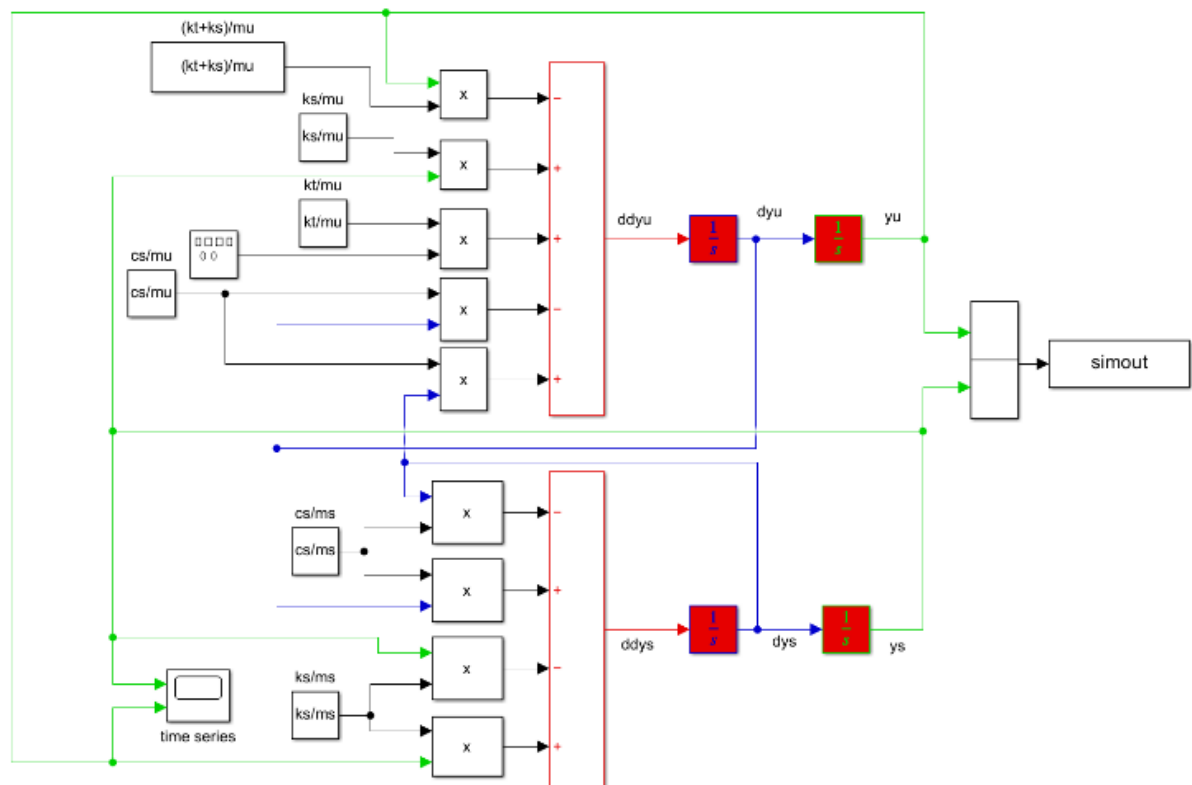 (kt+ks)/mu
(kt+ks)/mu
x
−
ks/mu
ks/mu
x
+
kt/mu
kt/mu
x
+
ddyu
1
s
dyu
1
s
yu
cs/mu
cs/mu
x
−
x
+
simout
cs/ms
cs/ms
x
−
x
+
ddys
1
s
dys
1
s
ys
ks/ms
ks/ms
x
−
x
+
time series